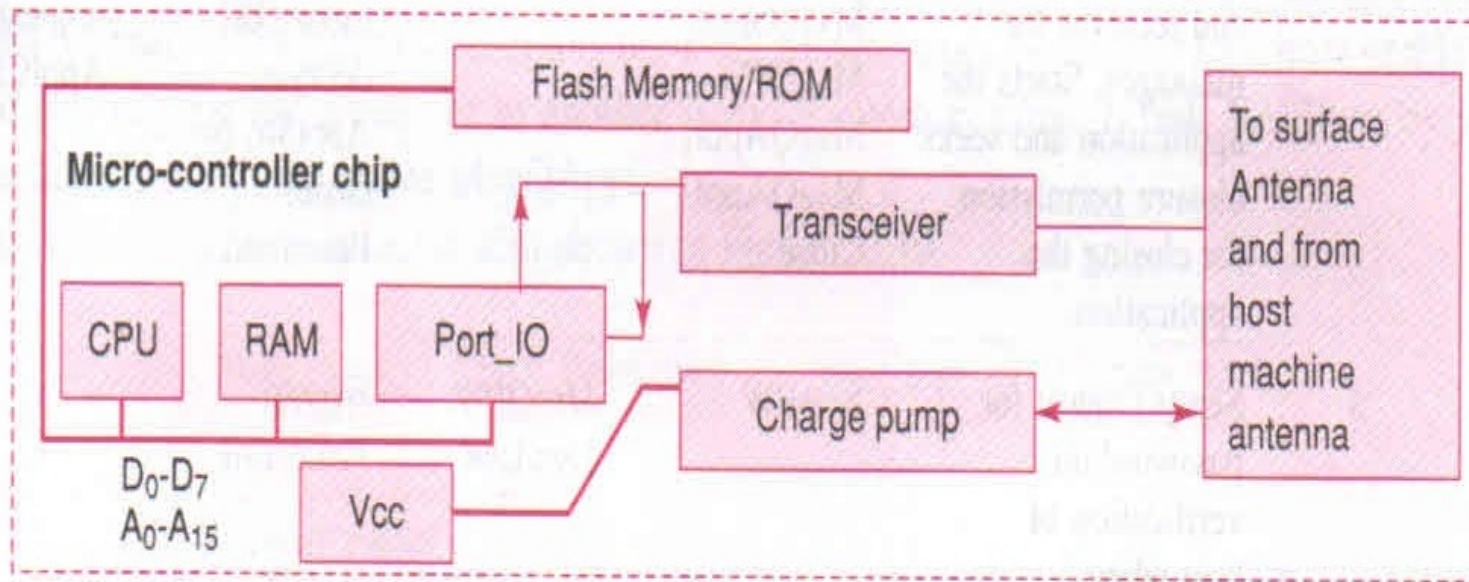 Flash Memory/ROM
Micro-controller chip
Transceiver
CPU
RAM
Port_IO
Charge pump
Vcc
D₀-D₇
A₀-A₁₅
To surface
Antenna
and from
host
machine
antenna